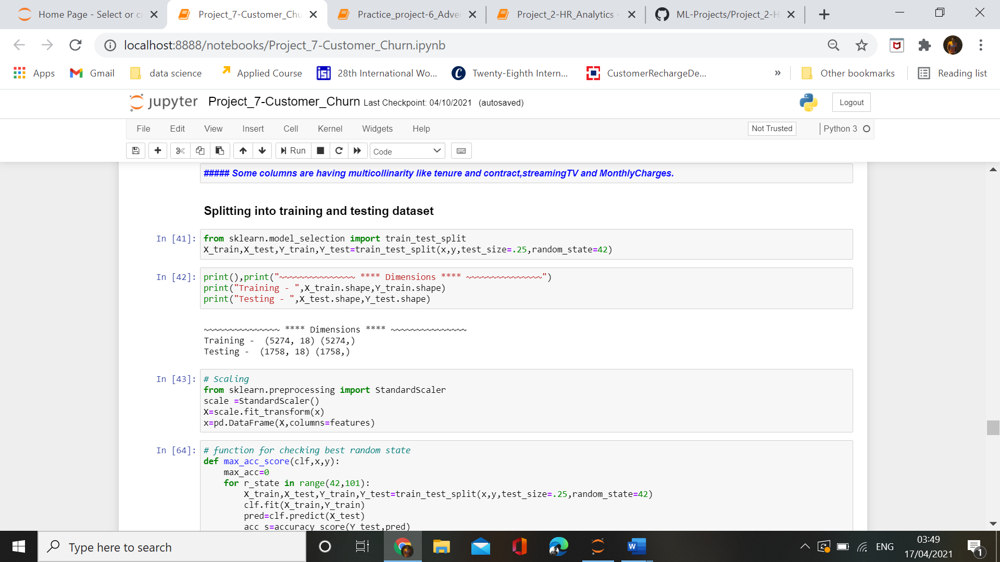 Home Page - Select or c
Project_7-Customer_Chu
Practice_project-6_Adve
Project_2-HR_Analytics -
ML-Projects/Project_2-H
localhost:8888/notebooks/Project_7-Customer_Churn.ipynb
Apps
Gmail
data science
Applied Course
28th International Wo...
Twenty-Eighth Intern...
CustomerRechargeDe...
»
Other bookmarks
Reading list
jupyter Project_7-Customer_Churn Last Checkpoint: 04/10/2021 (autosaved)
Logout
File Edit View Insert Cell Kernel Widgets Help
Not Trusted
Python 3
Run
Code
##### Some columns are having multicollinarity like tenure and contract,streamingTV and MonthlyCharges.
Splitting into training and testing dataset
In [41]: from sklearn.model_selection import train_test_split
X_train,X_test,Y_train,Y_test=train_test_split(x,y,test_size=.25,random_state=42)
In [42]: print(),print("~~~~~~~~~~~~~~~ **** Dimensions **** ~~~~~~~~~~~~~~~")
print("Training - ",X_train.shape,Y_train.shape)
print("Testing - ",X_test.shape,Y_test.shape)
~~~~~~~~~~~~~~~ **** Dimensions **** ~~~~~~~~~~~~~~~
Training -  (5274, 18) (5274,)
Testing -  (1758, 18) (1758,)
In [43]: # Scaling
from sklearn.preprocessing import StandardScaler
scale =StandardScaler()
X=scale.fit_transform(x)
x=pd.DataFrame(X,columns=features)
In [64]: # function for checking best random state
def max_acc_score(clf,x,y):
    max_acc=0
    for r_state in range(42,101):
        X_train,X_test,Y_train,Y_test=train_test_split(x,y,test_size=.25,random_state=42)
        clf.fit(X_train,Y_train)
        pred=clf.predict(X_test)
        acc_s=accuracy_score(Y_test,pred)
Type here to search
ENG
03:49
17/04/2021
1